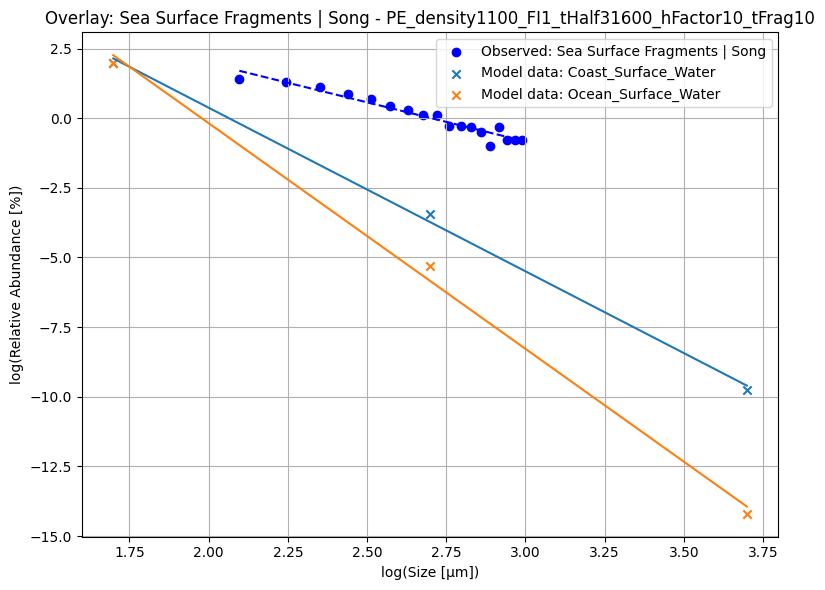 Overlay: Sea Surface Fragments | Song - PE_density1100_FI1_tHalf31600_hFactor10_tFrag10
Observed: Sea Surface Fragments | Song
Model data: Coast_Surface_Water
Model data: Ocean_Surface_Water
log(Relative Abundance [%])
2.5
0.0
−2.5
−5.0
−7.5
−10.0
−12.5
−15.0
1.75 2.00 2.25 2.50 2.75 3.00 3.25 3.50 3.75
log(Size [μm])